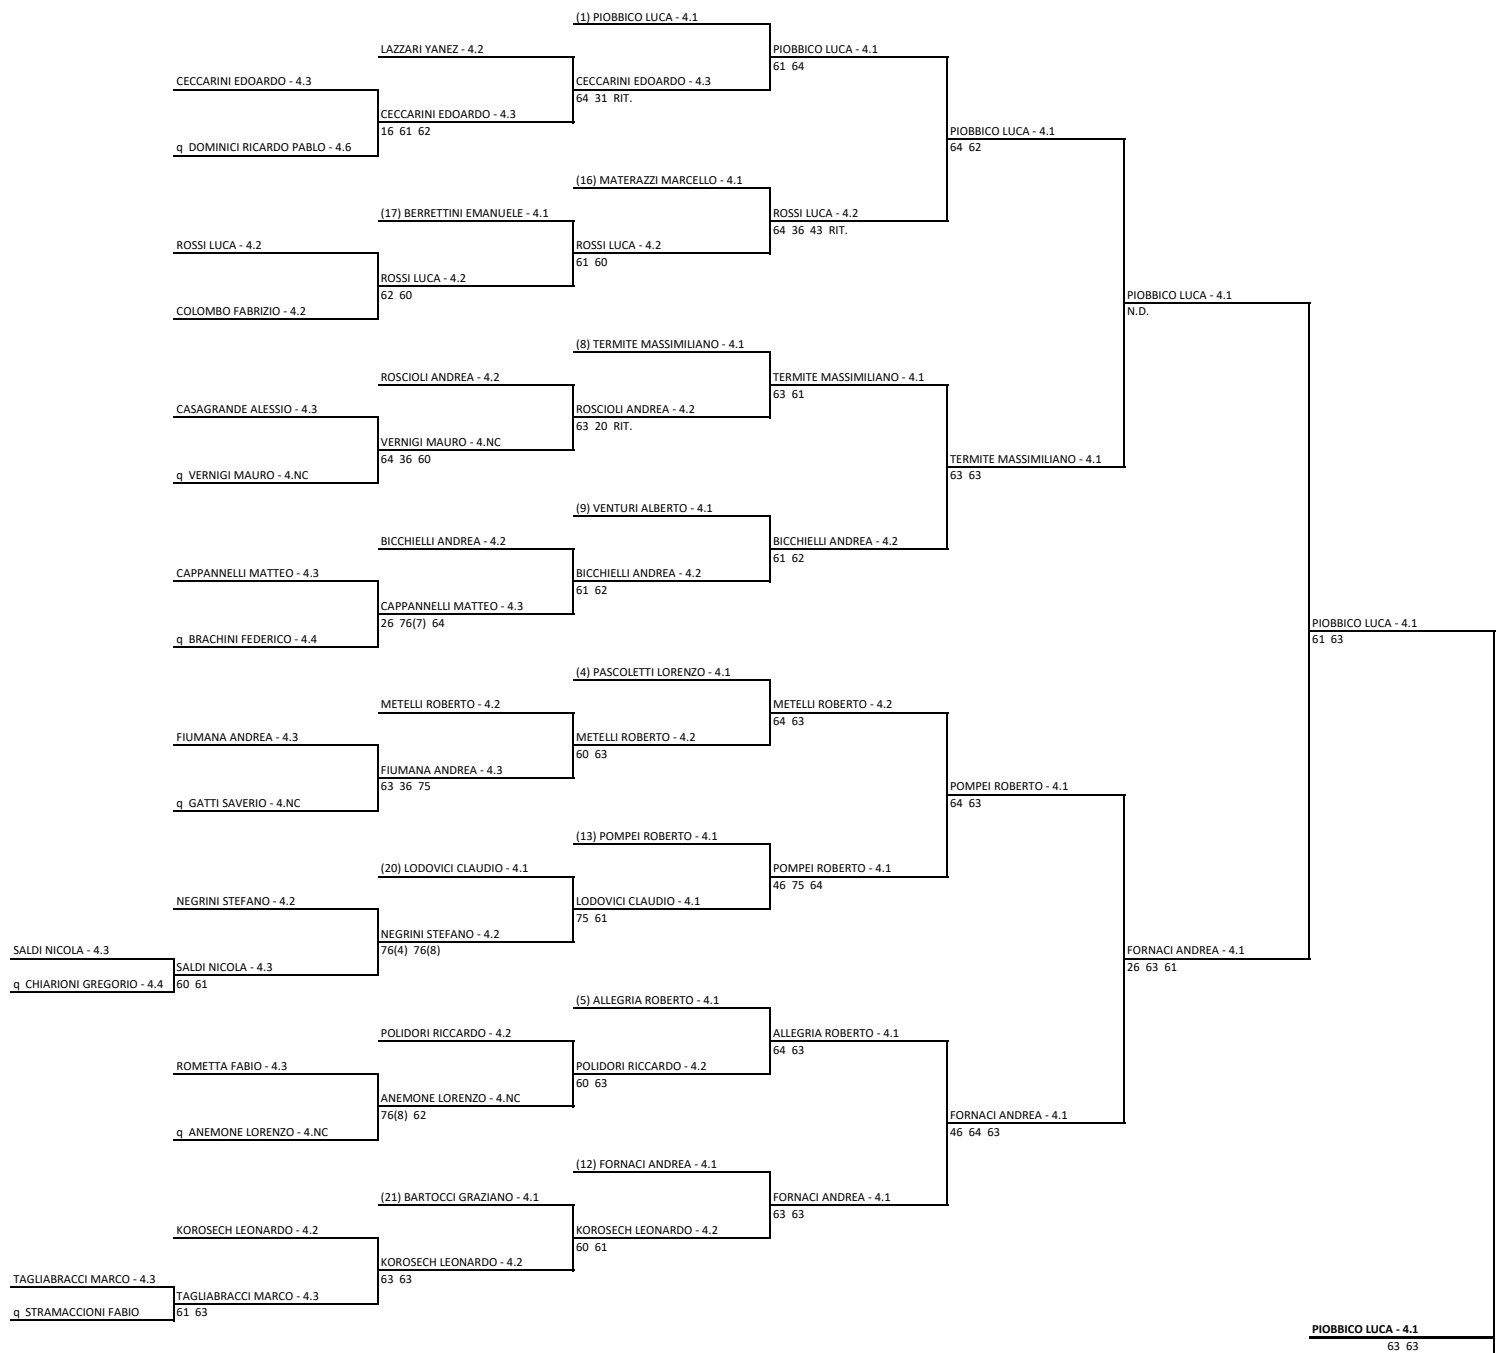 (1) PIOBBICO LUCA - 4.1
LAZZARI YANEZ - 4.2
PIOBBICO LUCA - 4.1
61 64
CECCARINI EDOARDO - 4.3
CECCARINI EDOARDO - 4.3
64 31 RIT.
CECCARINI EDOARDO - 4.3
16 61 62
PIOBBICO LUCA - 4.1
64 62
q DOMINICI RICARDO PABLO - 4.6
(16) MATERAZZI MARCELLO - 4.1
(17) BERRETTINI EMANUELE - 4.1
ROSSI LUCA - 4.2
64 36 43 RIT.
ROSSI LUCA - 4.2
ROSSI LUCA - 4.2
61 60
ROSSI LUCA - 4.2
62 60
PIOBBICO LUCA - 4.1
N.D.
COLOMBO FABRIZIO - 4.2
(8) TERMITE MASSIMILIANO - 4.1
ROSCIOLI ANDREA - 4.2
TERMITE MASSIMILIANO - 4.1
63 61
CASAGRANDE ALESSIO - 4.3
ROSCIOLI ANDREA - 4.2
63 20 RIT.
VERNIGI MAURO - 4.NC
64 36 60
TERMITE MASSIMILIANO - 4.1
63 63
q VERNIGI MAURO - 4.NC
(9) VENTURI ALBERTO - 4.1
BICCHIELLI ANDREA - 4.2
BICCHIELLI ANDREA - 4.2
61 62
CAPPANNELLI MATTEO - 4.3
BICCHIELLI ANDREA - 4.2
61 62
CAPPANNELLI MATTEO - 4.3
26 76(7) 64
PIOBBICO LUCA - 4.1
61 63
q BRACHINI FEDERICO - 4.4
(4) PASCOLETTI LORENZO - 4.1
METELLI ROBERTO - 4.2
METELLI ROBERTO - 4.2
64 63
FIUMANA ANDREA - 4.3
METELLI ROBERTO - 4.2
60 63
FIUMANA ANDREA - 4.3
63 36 75
POMPEI ROBERTO - 4.1
64 63
q GATTI SAVERIO - 4.NC
(13) POMPEI ROBERTO - 4.1
(20) LODOVICI CLAUDIO - 4.1
POMPEI ROBERTO - 4.1
46 75 64
NEGRINI STEFANO - 4.2
LODOVICI CLAUDIO - 4.1
75 61
NEGRINI STEFANO - 4.2
76(4) 76(8)
SALDI NICOLA - 4.3
FORNACI ANDREA - 4.1
26 63 61
SALDI NICOLA - 4.3
60 61
q CHIARIONI GREGORIO - 4.4
(5) ALLEGRIA ROBERTO - 4.1
POLIDORI RICCARDO - 4.2
ALLEGRIA ROBERTO - 4.1
64 63
ROMETTA FABIO - 4.3
POLIDORI RICCARDO - 4.2
60 63
ANEMONE LORENZO - 4.NC
76(8) 62
FORNACI ANDREA - 4.1
46 64 63
q ANEMONE LORENZO - 4.NC
(12) FORNACI ANDREA - 4.1
(21) BARTOCCI GRAZIANO - 4.1
FORNACI ANDREA - 4.1
63 63
KOROSECH LEONARDO - 4.2
KOROSECH LEONARDO - 4.2
60 61
KOROSECH LEONARDO - 4.2
63 63
TAGLIABRACCI MARCO - 4.3
TAGLIABRACCI MARCO - 4.3
61 63
q STRAMACCIONI FABIO
PIOBBICO LUCA - 4.1
63 63